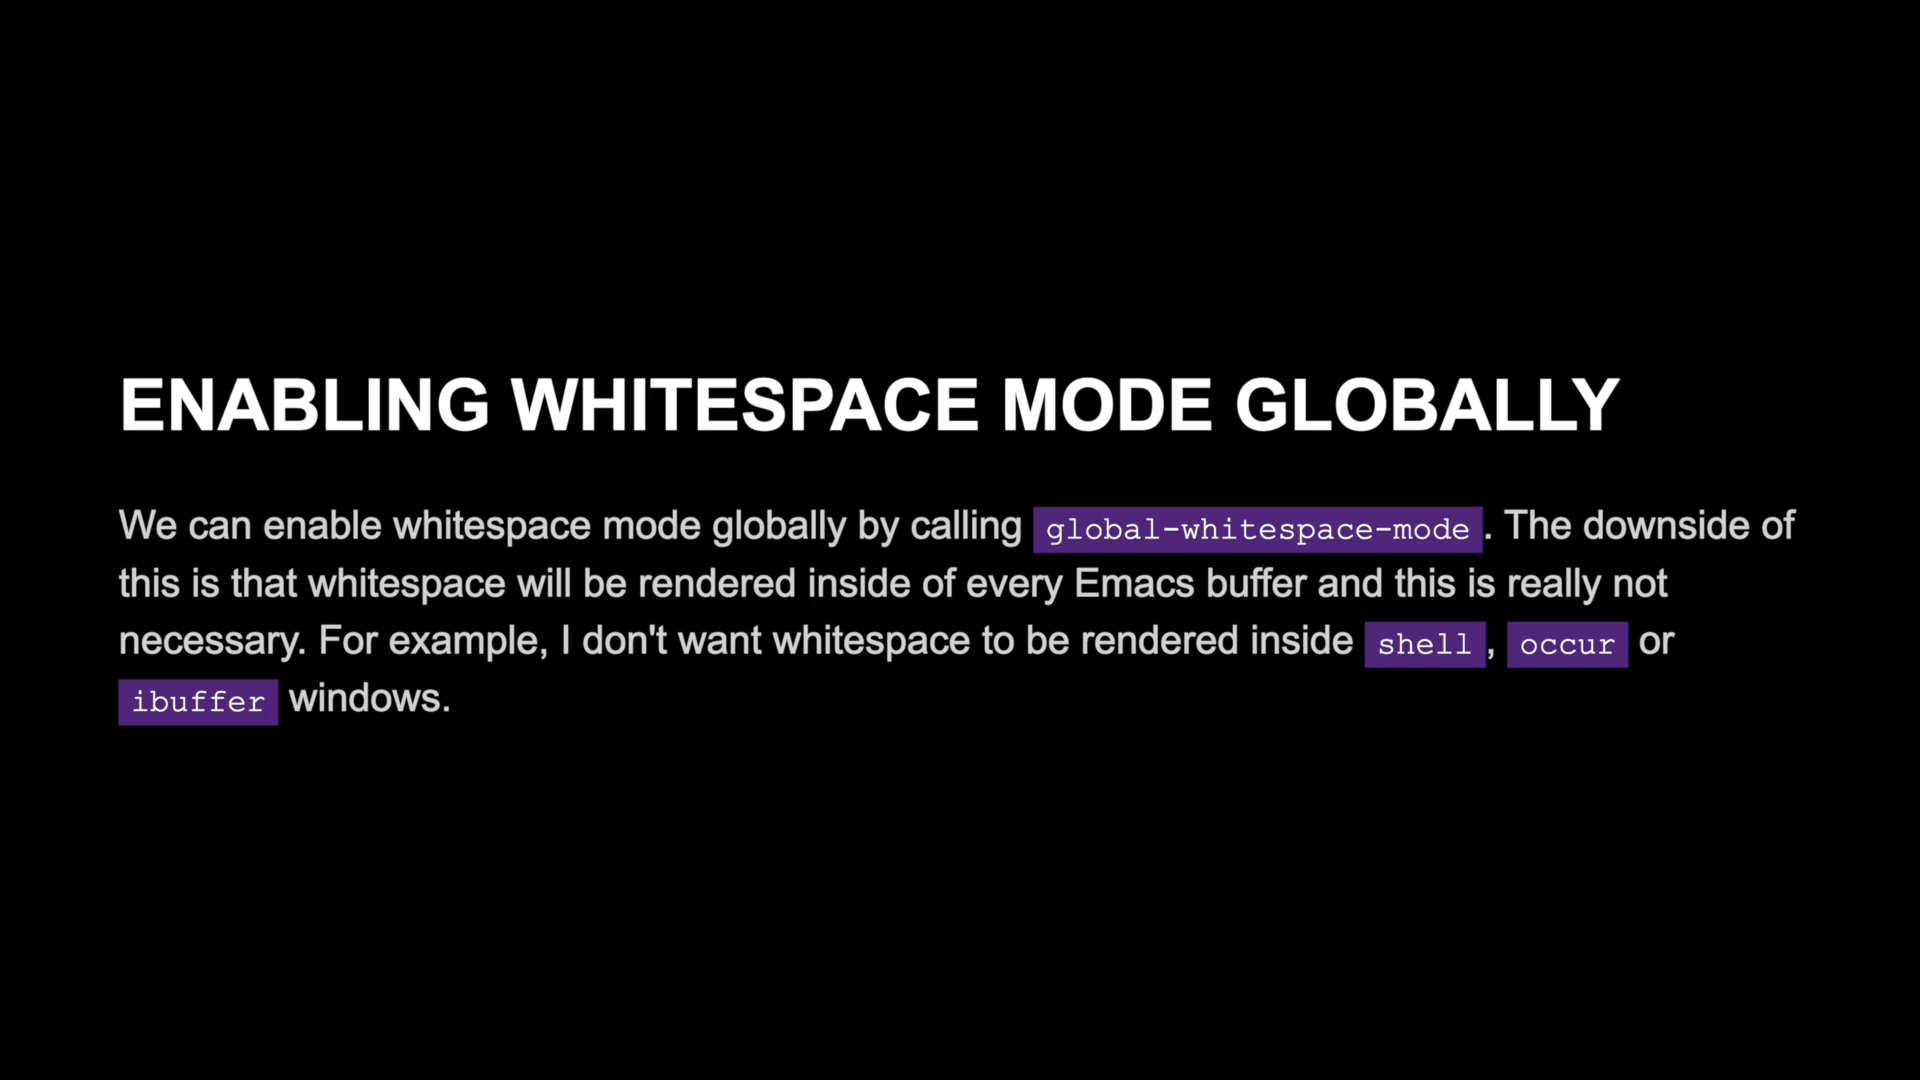 ENABLING WHITESPACE MODE GLOBALLY
We can enable whitespace mode globally by calling global-whitespace-mode. The downside of
this is that whitespace will be rendered inside of every Emacs buffer and this is really not
necessary. For example, I don't want whitespace to be rendered inside shell, occur or
ibuffer windows.